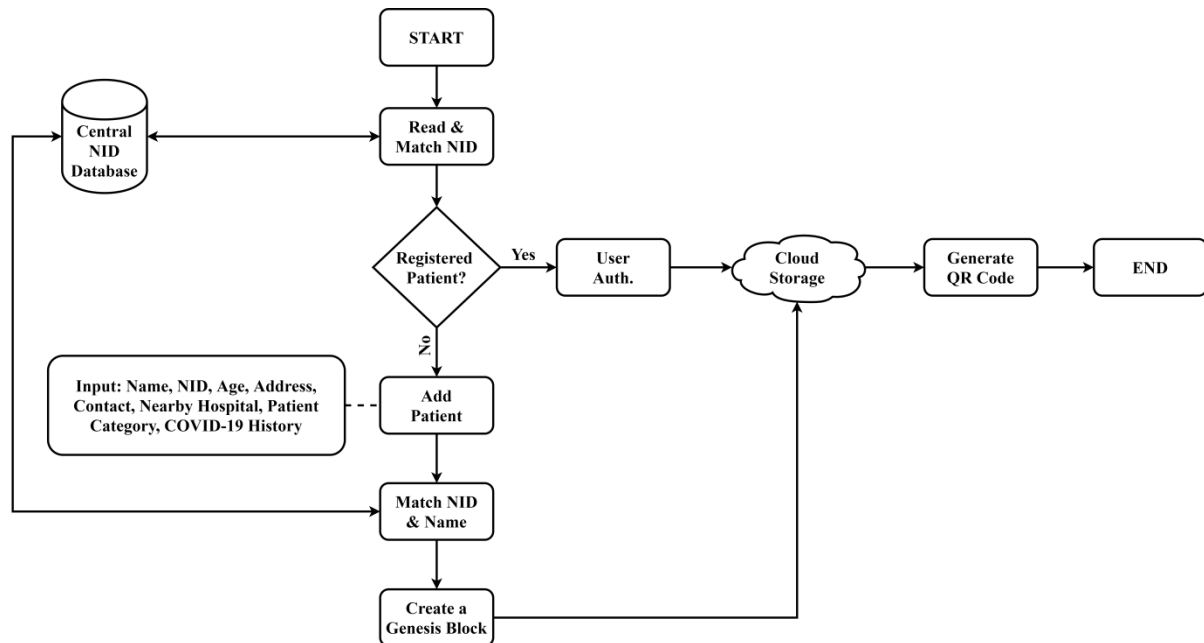 START
Central
NID
Database
Read &
Match NID
Registered
Patient?
Yes
User
Auth.
Cloud
Storage
Generate
QR Code
END
No
Input: Name, NID, Age, Address,
Contact, Nearby Hospital, Patient
Category, COVID-19 History
Add
Patient
Match NID
& Name
Create a
Genesis Block